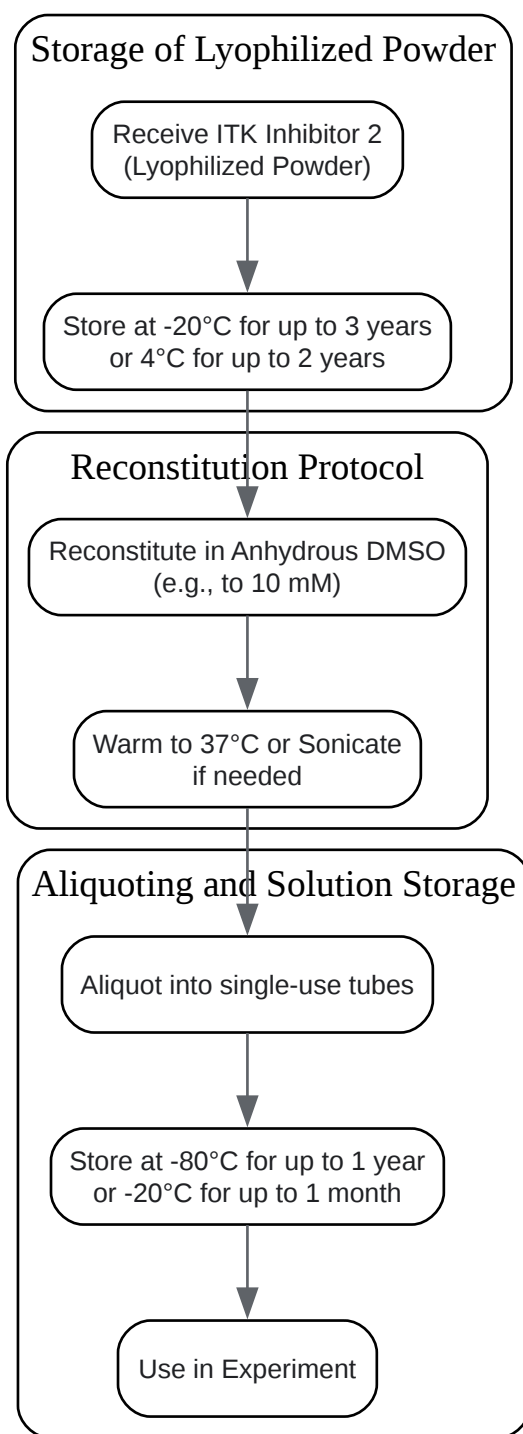 Storage of Lyophilized Powder
Receive ITK Inhibitor 2
(Lyophilized Powder)
Store at -20°C for up to 3 years
or 4°C for up to 2 years
Reconstitution Protocol
Reconstitute in Anhydrous DMSO
(e.g., to 10 mM)
Warm to 37°C or Sonicate
if needed
Aliquoting and Solution Storage
Aliquot into single-use tubes
Store at -80°C for up to 1 year
or -20°C for up to 1 month
Use in Experiment